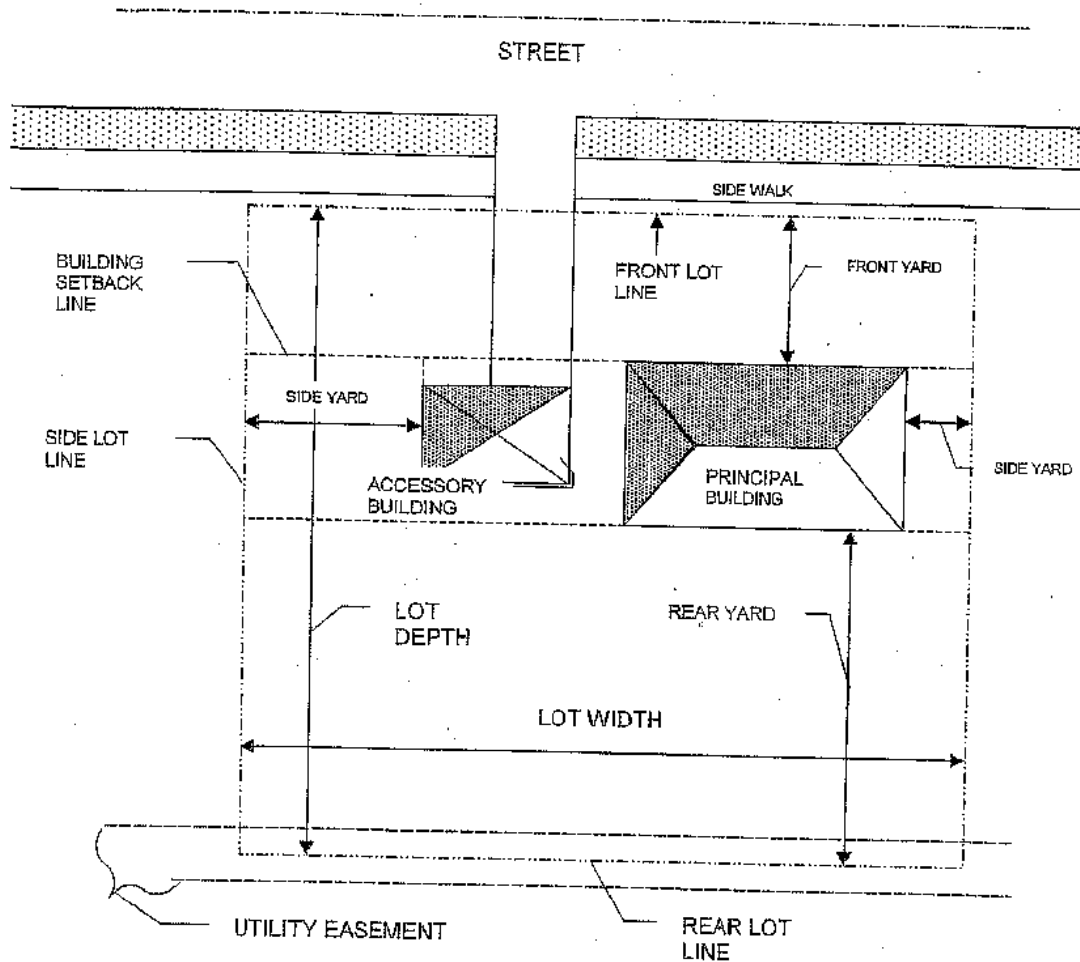 STREET
SIDE WALK
BUILDING
SETBACK
LINE
FRONT LOT
LINE
FRONT YARD
SIDE YARD
SIDE LOT
LINE
ACCESSORY
BUILDING
PRINCIPAL
BUILDING
SIDE YARD
LOT
DEPTH
REAR YARD
LOT WIDTH
UTILITY EASEMENT
REAR LOT
LINE